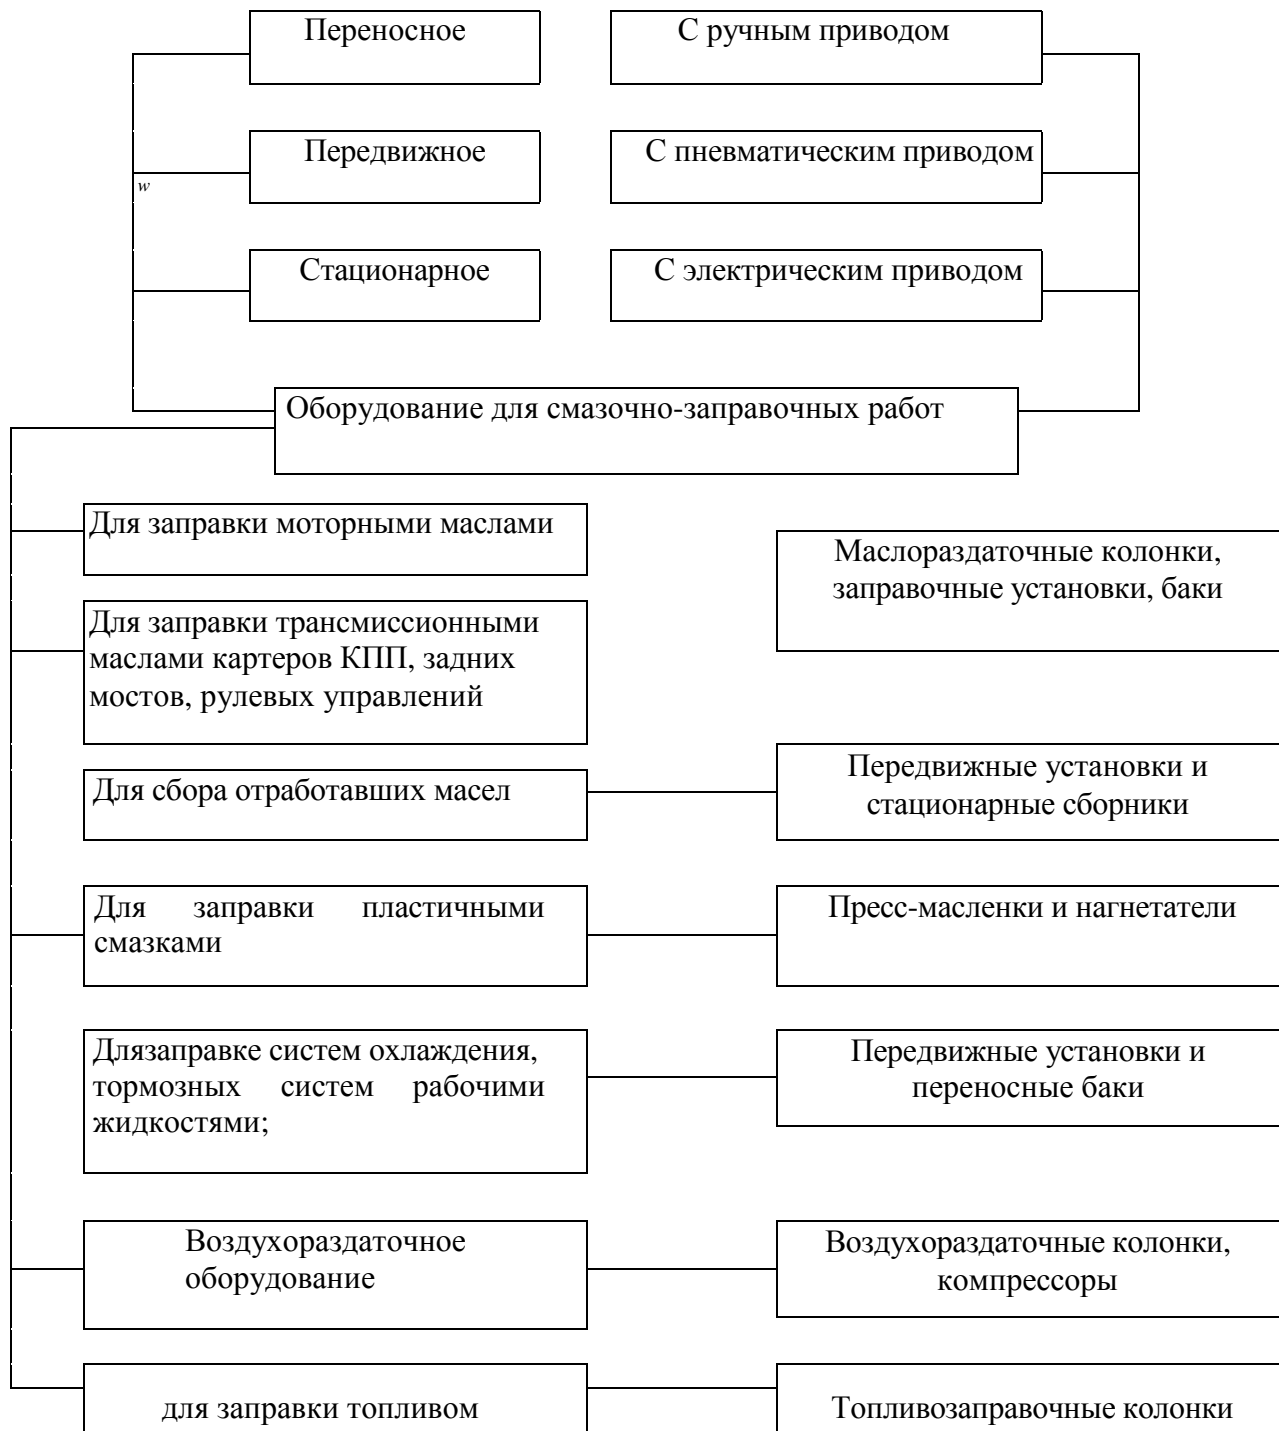 Переносное
С ручным приводом
Передвижное
С пневматическим приводом
w
Стационарное
С электрическим приводом
Оборудование для смазочно-заправочных работ
Для заправки моторными маслами
Маслораздаточные колонки,
заправочные установки, баки
Для заправки трансмиссионными
маслами картеров КПП, задних
мостов, рулевых управлений
Для сбора отработавших масел
Передвижные установки и
стационарные сборники
Для заправки пластичными
смазками
Пресс-масленки и нагнетатели
Длязаправке систем охлаждения,
тормозных систем рабочими
жидкостями;
Передвижные установки и
переносные баки
Воздухораздаточное
оборудование
Воздухораздаточные колонки,
компрессоры
для заправки топливом
Топливозаправочные колонки